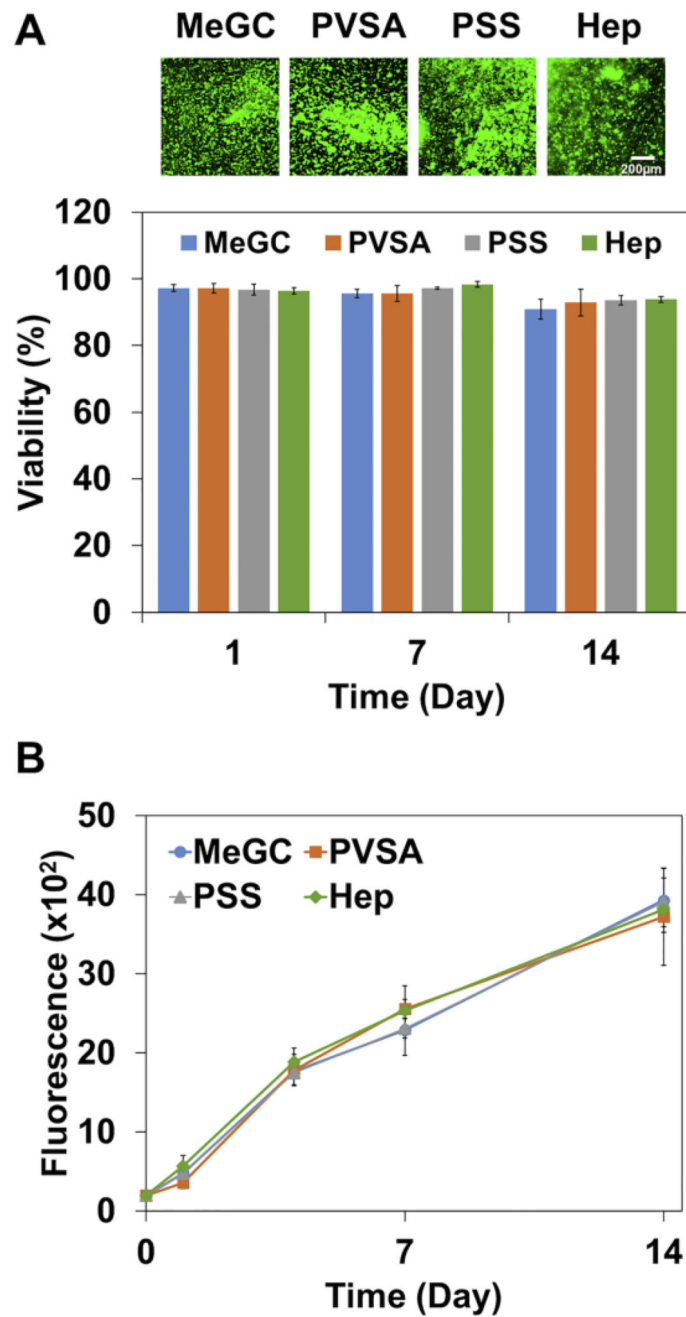 A
MeGC PVSA PSS Hep
200μm
120
MeGC PVSA PSS Hep
100
80
60
40
20
0
Viability (%)
1 7 14
Time (Day)
B
50
MeGC PVSA
40
PSS Hep
30
20
10
0
Fluorescence (x10²)
0 7 14
Time (Day)